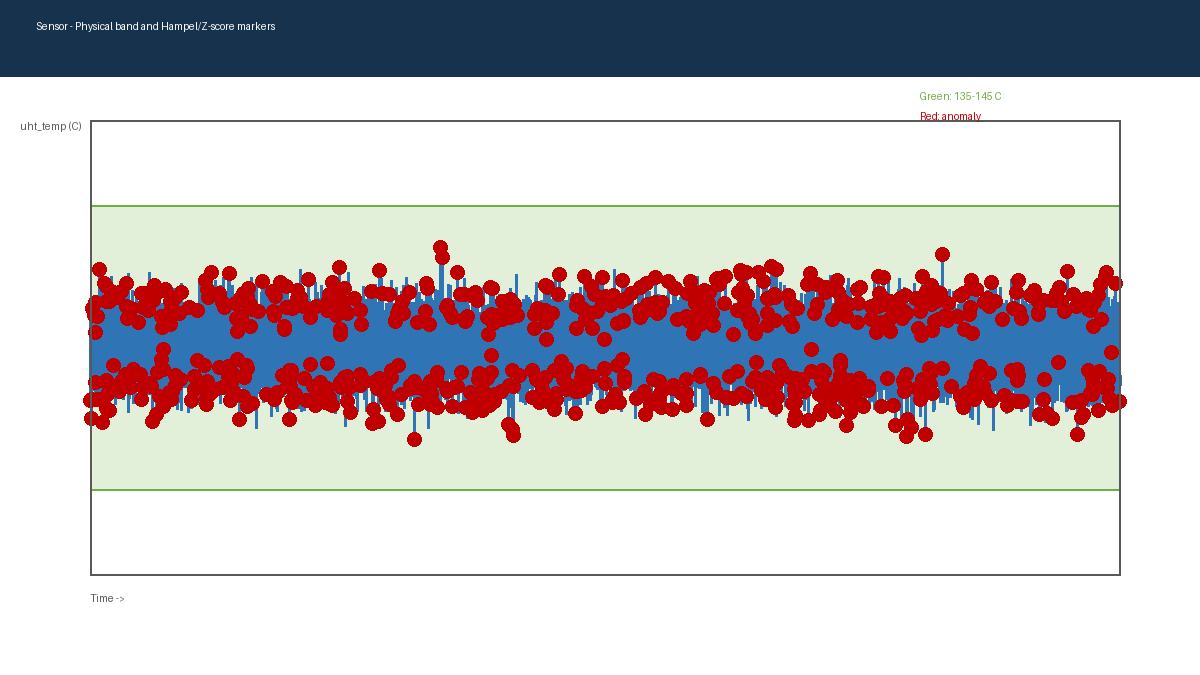 Sensor - Physical band and Hampel/Z-score markers
Green: 135-145 C
Red: anomaly
uht_temp (C)
Time ->